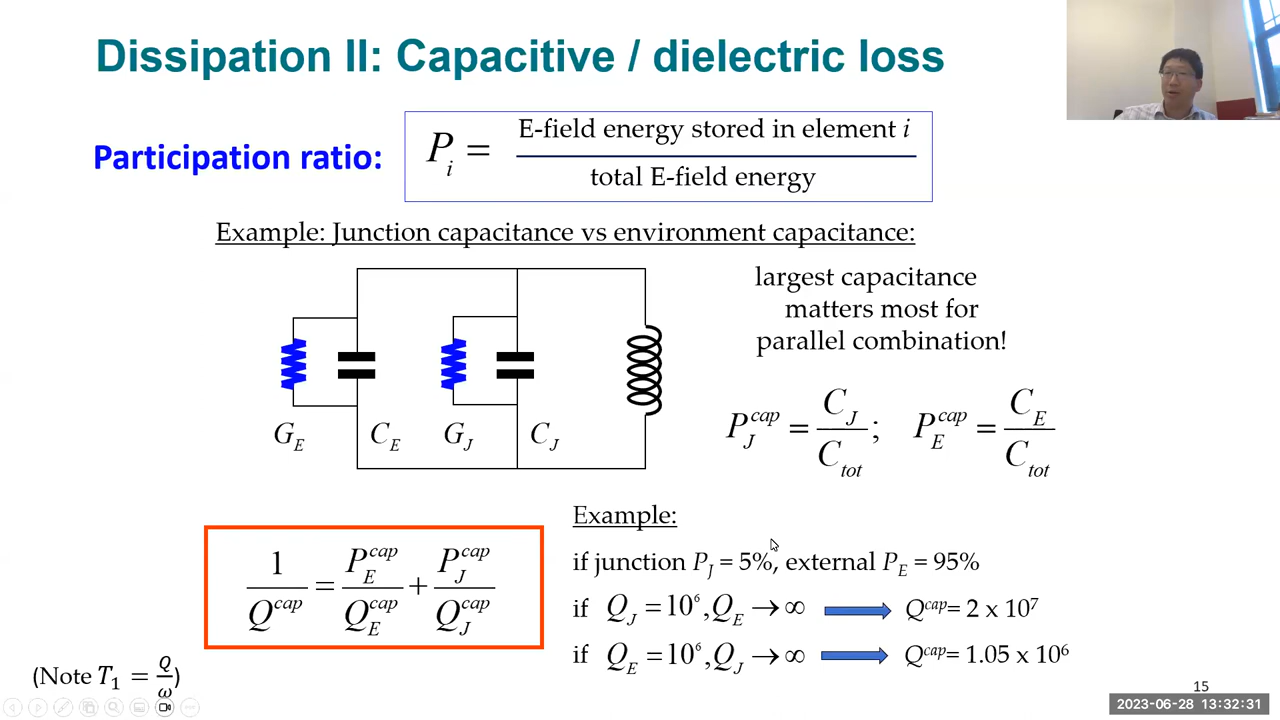 Dissipation II: Capacitive / dielectric loss
Participation ratio:
P_i = E-field energy stored in element i / total E-field energy
Example: Junction capacitance vs environment capacitance:
largest capacitance
matters most for
parallel combination!
G_E C_E G_J C_J
P_J^cap = C_J / C_tot ; P_E^cap = C_E / C_tot
1 / Q^cap = P_E^cap / Q_E^cap + P_J^cap / Q_J^cap
Example:
if junction P_J = 5%, external P_E = 95%
if Q_J = 10^6, Q_E → ∞ Q^cap = 2 x 10^7
if Q_E = 10^6, Q_J → ∞ Q^cap = 1.05 x 10^6
(Note T_1 = Q / ω)
15
2023-06-28 13:32:31